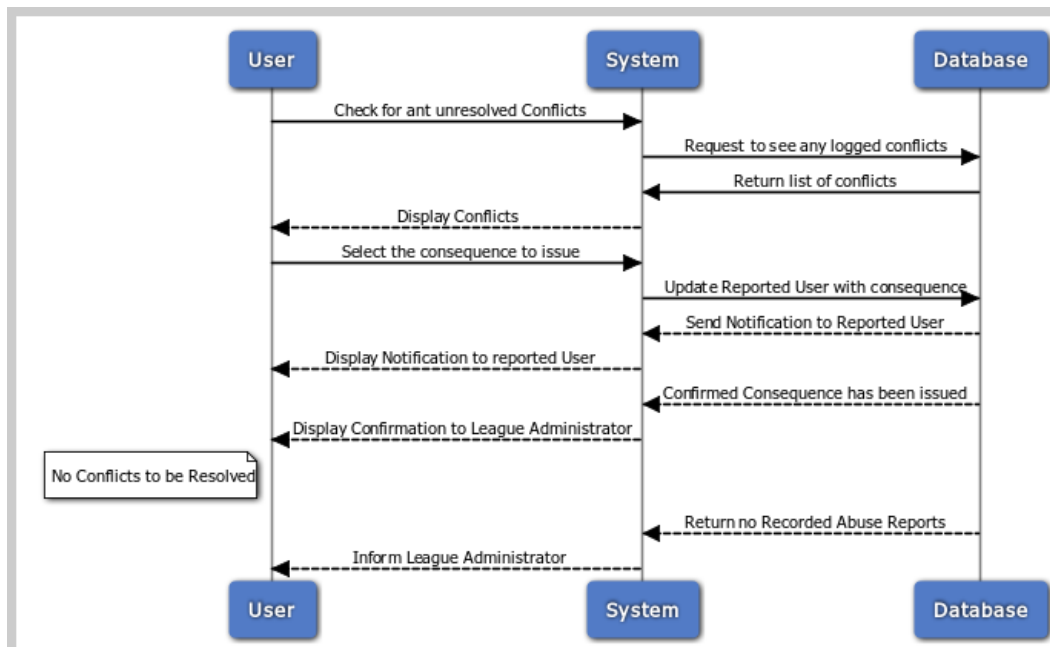 User System Database
Check for ant unresolved Conflicts
Request to see any logged conflicts
Return list of conflicts
Display Conflicts
Select the consequence to issue
Update Reported User with consequence
Send Notification to Reported User
Display Notification to reported User
Confirmed Consequence has been issued
Display Confirmation to League Administrator
No Conflicts to be Resolved
Return no Recorded Abuse Reports
Inform League Administrator
User System Database